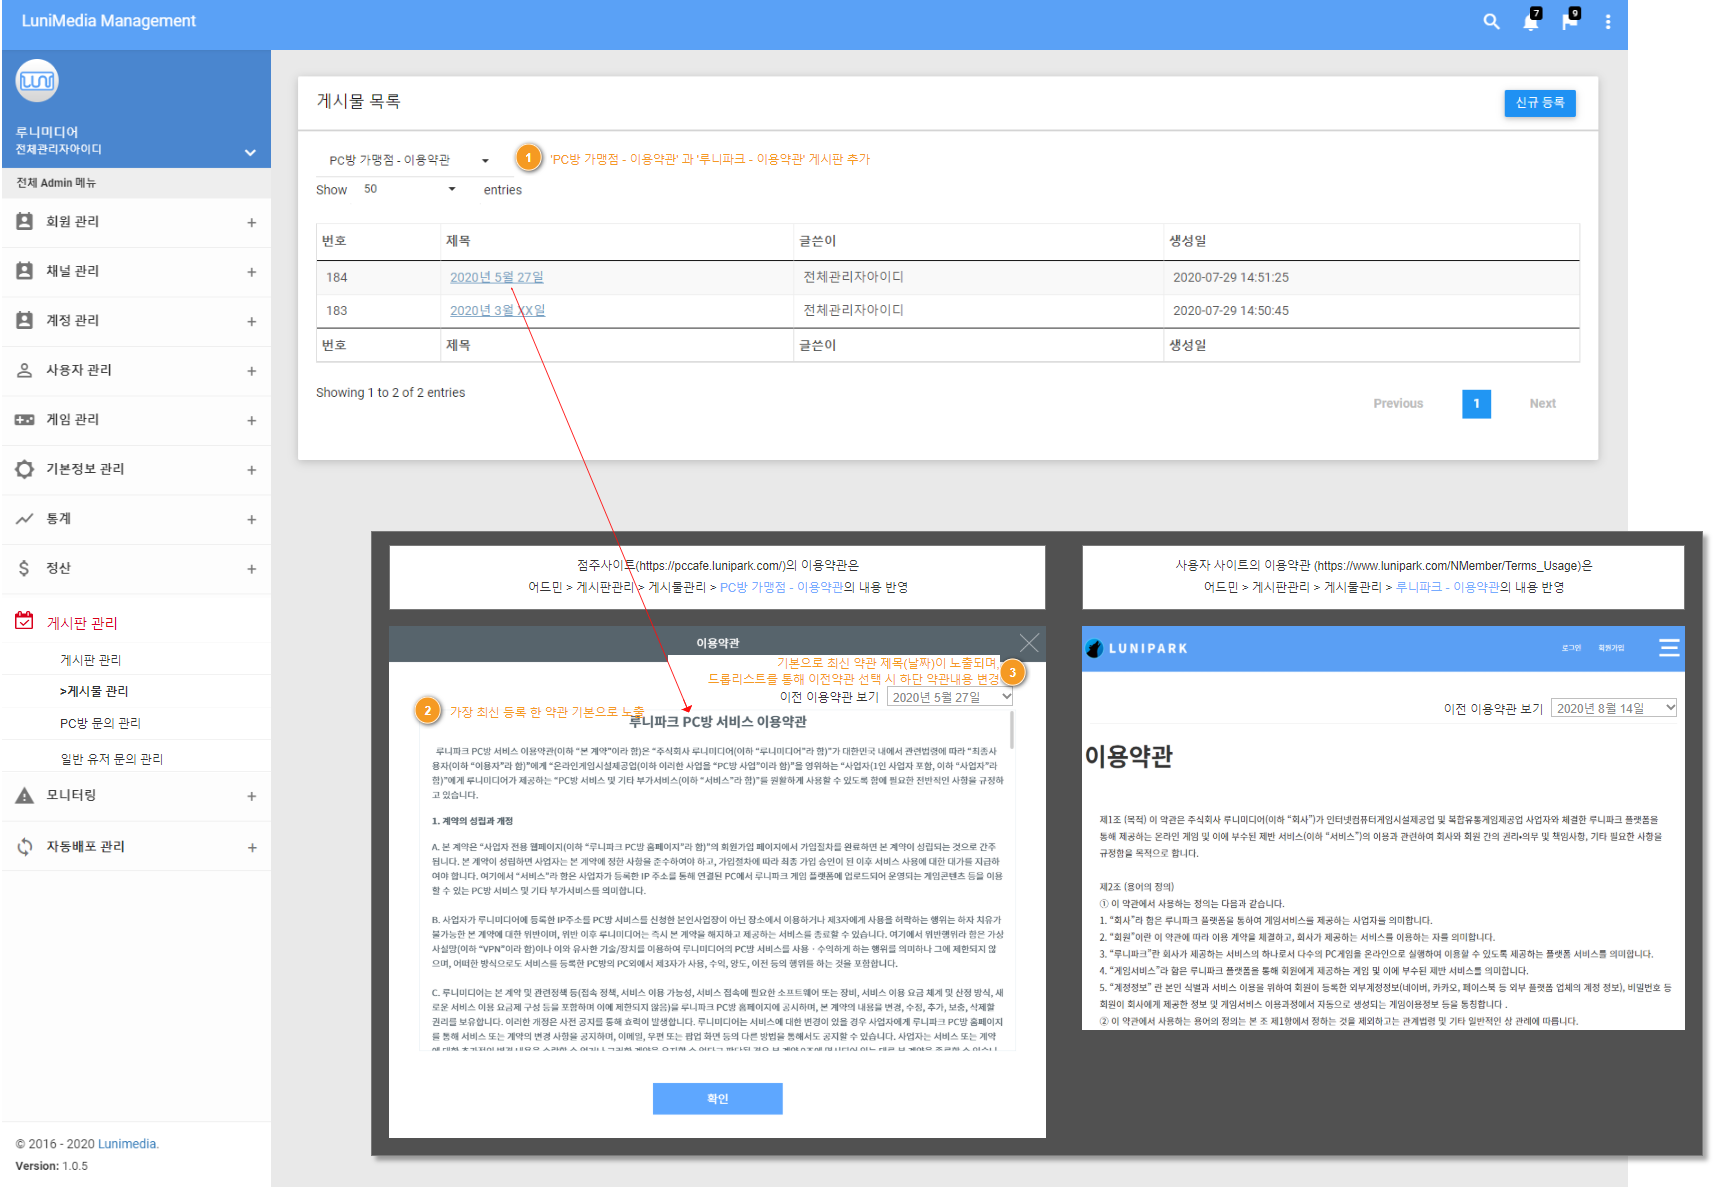 LuniMedia Management
7
9
루니미디어
전체관리자아이디
전체 Admin 메뉴
회원 관리
채널 관리
계정 관리
사용자 관리
게임 관리
기본정보 관리
통계
정산
게시판 관리
게시판 관리
>게시물 관리
PC방 문의 관리
일반 유저 문의 관리
모니터링
자동배포 관리
© 2016 - 2020 Lunimedia.
Version: 1.0.5
게시물 목록
신규 등록
PC방 가맹점 - 이용약관
1 'PC방 가맹점 - 이용약관' 과 '루니파크 - 이용약관' 게시판 추가
Show 50 entries
번호 제목 글쓴이 생성일
184 2020년 5월 27일 전체관리자아이디 2020-07-29 14:51:25
183 2020년 3월 XX일 전체관리자아이디 2020-07-29 14:50:45
번호 제목 글쓴이 생성일
Showing 1 to 2 of 2 entries
Previous 1 Next
점주사이트(https://pccafe.lunipark.com/)의 이용약관은
어드민 > 게시판관리 > 게시물관리 > PC방 가맹점 - 이용약관의 내용 반영
이용약관
기본으로 최신 약관 제목(날짜)이 노출되며,
드롭리스트를 통해 이전약관 선택 시 하단 약관내용 변경
3
이전 이용약관 보기 2020년 5월 27일
2 가장 최신 등록 한 약관 기본으로 노출
루니파크 PC방 서비스 이용약관
루니파크 PC방 서비스 이용약관(이하 “본 계약”이라 함)은 “주식회사 루니미디어(이하 “루니미디어”라 함)”가 대한민국 내에서 관련법령에 따라 “최종사
용자(이하 “이용자”라 함)”에게 “온라인게임시설제공업(이하 이러한 사업을 “PC방 사업”이라 함)”을 영위하는 “사업자(1인 사업자 포함, 이하 “사업자”라
함)”에게 루니미디어가 제공하는 “PC방 서비스 및 기타 부가서비스(이하 “서비스”라 함)”를 원활하게 사용할 수 있도록 함에 필요한 전반적인 사항을 규정하
고 있습니다.
1. 계약의 성립과 개정
A. 본 계약은 “사업자 전용 웹페이지(이하 “루니파크 PC방 홈페이지”라 함)”의 회원가입 페이지에서 가입절차를 완료하면 본 계약이 성립되는 것으로 간주
됩니다. 본 계약이 성립하면 사업자는 본 계약에 정한 사항을 준수하여야 하고, 가입절차에 따라 최종 가입 승인이 된 이후 서비스 사용에 대한 대가를 지급하
여야 합니다. 여기에서 “서비스”라 함은 사업자가 등록한 IP 주소를 통해 연결된 PC에서 루니파크 게임 플랫폼에 업로드되어 운영되는 게임콘텐츠 등을 이용
할 수 있는 PC방 서비스 및 기타 부가서비스를 의미합니다.
B. 사업자가 루니미디어에 등록한 IP주소를 PC방 서비스를 신청한 본인사업장이 아닌 장소에서 이용하거나 제3자에게 사용을 허락하는 행위는 하자 치유가
불가능한 본 계약에 대한 위반이며, 위반 이후 루니미디어는 즉시 본 계약을 해지하고 제공하는 서비스를 종료할 수 있습니다. 여기에서 위반행위라 함은 가상
사설망(이하 “VPN”이라 함)이나 이와 유사한 기술/장치를 이용하여 루니미디어의 PC방 서비스를 사용 · 수익하게 하는 행위를 의미하나 그에 제한되지 않
으며, 어떠한 방식으로도 서비스를 등록한 PC방의 PC외에서 제3자가 사용, 수익, 양도, 이전 등의 행위를 하는 것을 포함합니다.
C. 루니미디어는 본 계약 및 관련정책 등(접속 정책, 서비스 이용 가능성, 서비스 접속에 필요한 소프트웨어 또는 장비, 서비스 이용 요금 체계 및 산정 방식, 새
로운 서비스 이용 요금제 구성 등을 포함하며 이에 제한되지 않음)을 루니파크 PC방 홈페이지에 공시하며, 본 계약의 내용을 변경, 수정, 추가, 보충, 삭제할
권리를 보유합니다. 이러한 개정은 사전 공지를 통해 효력이 발생합니다. 루니미디어는 서비스에 대한 변경이 있을 경우 사업자에게 루니파크 PC방 홈페이지
를 통해 서비스 또는 계약의 변경 사항을 공지하며, 이메일, 우편 또는 팝업 화면 등의 다른 방법을 통해서도 공지할 수 있습니다. 사업자는 서비스 또는 계약
확인
사용자 사이트의 이용약관 (https://www.lunipark.com/NMember/Terms_Usage)은
어드민 > 게시판관리 > 게시물관리 > 루니파크 - 이용약관의 내용 반영
LUNIPARK
로그인 회원가입
이전 이용약관 보기 2020년 8월 14일
이용약관
제1조 (목적) 이 약관은 주식회사 루니미디어(이하 “회사”)가 인터넷컴퓨터게임시설제공업 및 복합유통게임제공업 사업자와 체결한 루니파크 플랫폼을
통해 제공하는 온라인 게임 및 이에 부수된 제반 서비스(이하 “서비스”)의 이용과 관련하여 회사와 회원 간의 권리•의무 및 책임사항, 기타 필요한 사항을
규정함을 목적으로 합니다.
제2조 (용어의 정의)
① 이 약관에서 사용하는 정의는 다음과 같습니다.
1. “회사”라 함은 루니파크 플랫폼을 통하여 게임서비스를 제공하는 사업자를 의미합니다.
2. “회원”이란 이 약관에 따라 이용 계약을 체결하고, 회사가 제공하는 서비스를 이용하는 자를 의미합니다.
3. “루니파크”란 회사가 제공하는 서비스의 하나로서 다수의 PC게임을 온라인으로 실행하여 이용할 수 있도록 제공하는 플랫폼 서비스를 의미합니다.
4. “게임서비스”라 함은 루니파크 플랫폼을 통해 회원에게 제공하는 게임 및 이에 부수된 제반 서비스를 의미합니다.
5. “계정정보” 란 본인 식별과 서비스 이용을 위하여 회원이 등록한 외부계정정보(네이버, 카카오, 페이스북 등 외부 플랫폼 업체의 계정 정보), 비밀번호 등
회원이 회사에게 제공한 정보 및 게임서비스 이용과정에서 자동으로 생성되는 게임이용정보 등을 통칭합니다 .
② 이 약관에서 사용하는 용어의 정의는 본 조 제1항에서 정하는 것을 제외하고는 관계법령 및 기타 일반적인 상 관례에 따릅니다.